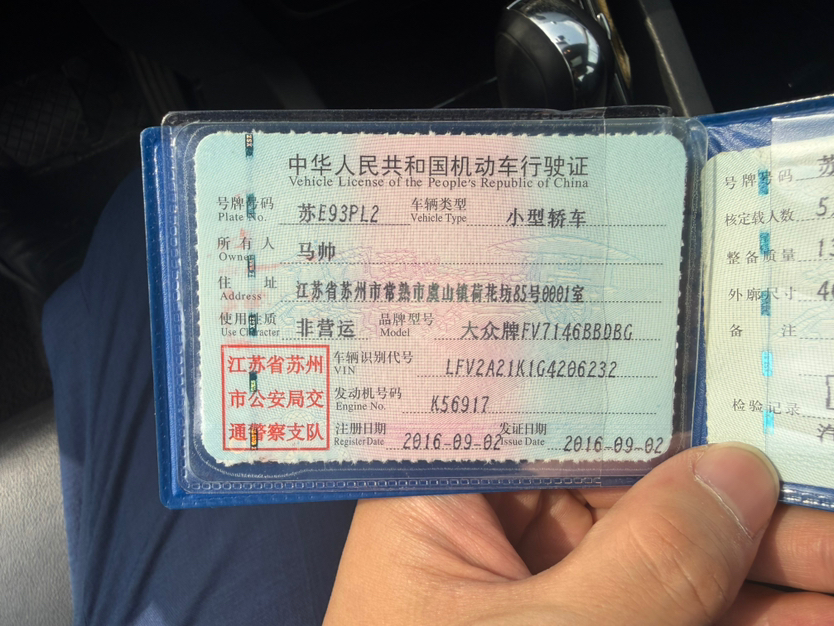 中华人民共和国机动车行驶证
Vehicle License of the People's Republic of China
号牌号码 苏E93PL2 车辆类型 小型轿车
Plate No. Vehicle Type
所有人 马帅
Owner
住址 江苏省苏州市常熟市虞山镇荷花坊85号0001室
Address
使用性质 非营运 品牌型号 大众牌FV7146BBDBG
Use Character Model
江苏省苏州
市公安局交
通警察支队
车辆识别代号 LFV2A21K1G4206232
VIN
发动机号码 K56917
Engine No.
注册日期 2016-09-02 发证日期 2016-09-02
Register Date Issue Date
号牌号码
核定载人数 5
整备质量
外廓尺寸
备注
检验记录